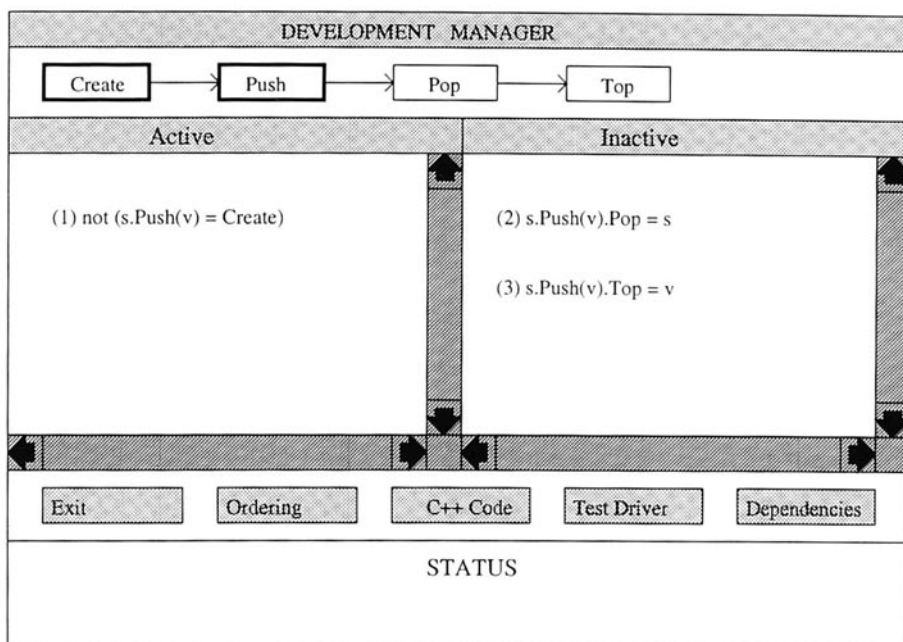 DEVELOPMENT MANAGER
Create Push Pop Top
Active Inactive
(1) not (s.Push(v) = Create)
(2) s.Push(v).Pop = s
(3) s.Push(v).Top = v
Exit Ordering C++ Code Test Driver Dependencies
STATUS